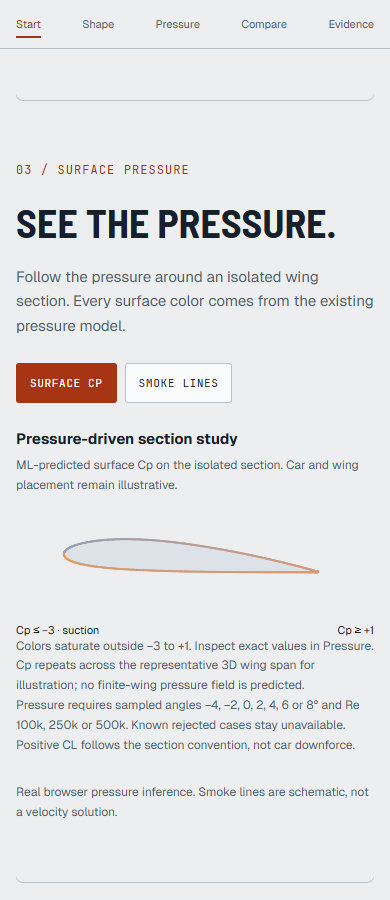 Start Shape Pressure Compare Evidence
03 / SURFACE PRESSURE
SEE THE PRESSURE.
Follow the pressure around an isolated wing
section. Every surface color comes from the existing
pressure model.
SURFACE CP SMOKE LINES
Pressure-driven section study
ML-predicted surface Cp on the isolated section. Car and wing
placement remain illustrative.
Cp ≤ −3 · suction Cp ≥ +1
Colors saturate outside −3 to +1. Inspect exact values in Pressure.
Cp repeats across the representative 3D wing span for
illustration; no finite-wing pressure field is predicted.
Pressure requires sampled angles −4, −2, 0, 2, 4, 6 or 8° and Re
100k, 250k or 500k. Known rejected cases stay unavailable.
Positive CL follows the section convention, not car downforce.
Real browser pressure inference. Smoke lines are schematic, not
a velocity solution.